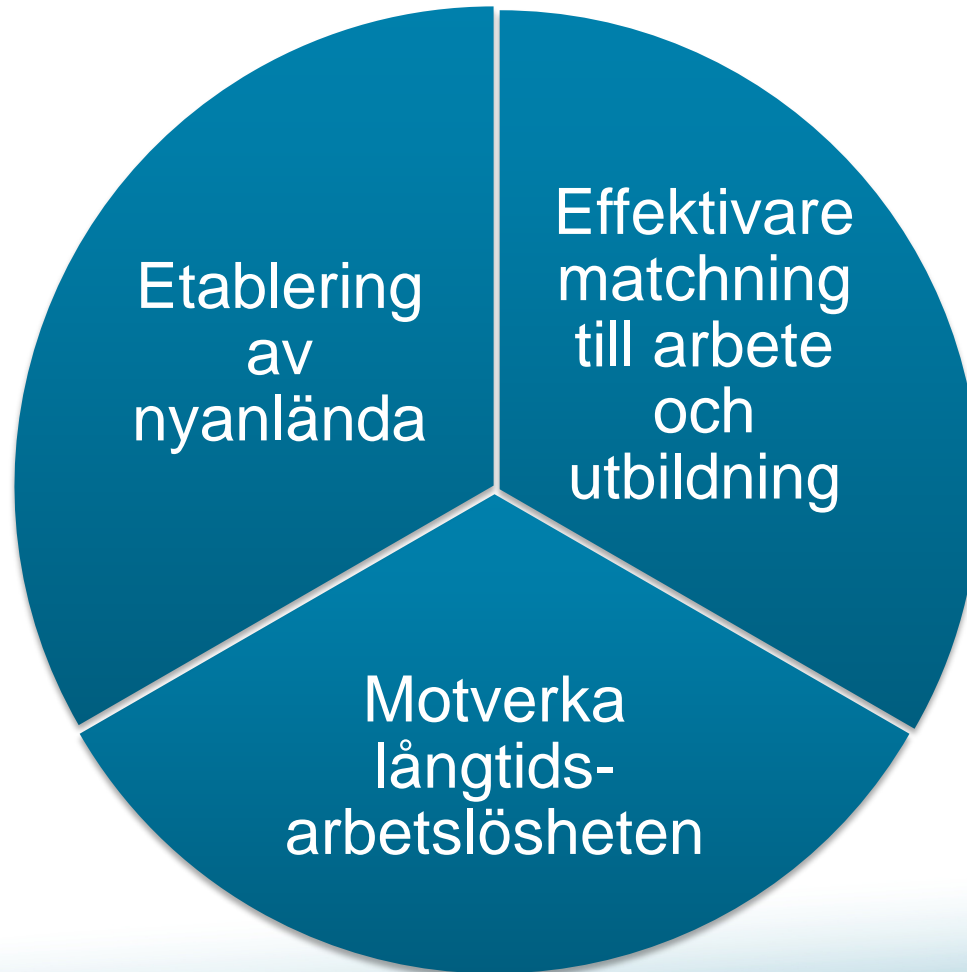 Etablering
av
nyanlända
Effektivare
matchning
till arbete
och
utbildning
Motverka
långtids-
arbetslösheten